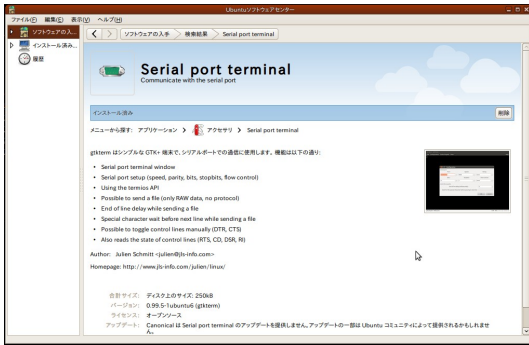 Ubuntuソフトウェアセンター
ファイル(F) 編集(E) 表示(V) ヘルプ(H)
ソフトウェアの入...
インストール済み...
履歴
ソフトウェアの入手 検索結果 Serial port terminal
Serial port terminal
Communicate with the serial port
インストール済み
削除
メニューから探す: アプリケーション > アクセサリ > Serial port terminal
gtkterm はシンプルな GTX+ 端末で，シリアルポートでの通信に使用します．機能は以下の通り:
• Serial port terminal window
• Serial port setup (speed, parity, bits, stopbits, flow control)
• Using the termios API
• Possible to send a file (only RAW data, no protocol)
• End of line delay while sending a file
• Special character wait before next line while sending a file
• Possible to toggle control lines manually (DTR, CTS)
• Also reads the state of control lines (RTS, CD, DSR, RI)
Author: Julien Schmitt <julien@jls-info.com>
Homepage: http://www.jls-info.com/julien/linux/
合計サイズ: ディスク上のサイズ: 250kB
バージョン: 0.99.5-1ubuntu6 (gtkterm)
ライセンス: オープンソース
アップデート: Canonical は Serial port terminal のアップデートを提供しません。アップデートの一部は Ubuntu コミュニティによって提供されるかもしれませ
ん。